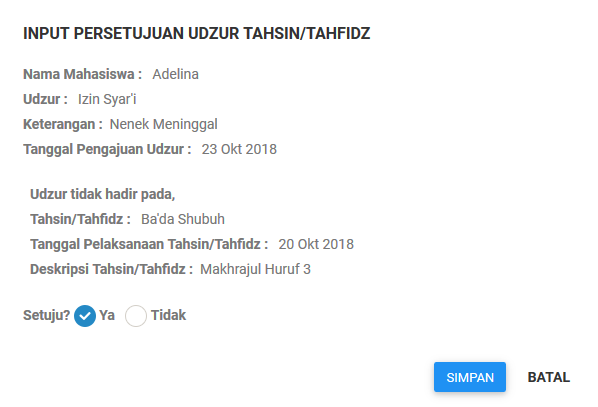 INPUT PERSETUJUAN UDZUR TAHSIN/TAHFIDZ
Nama Mahasiswa : Adelina
Udzur : Izin Syar'i
Keterangan : Nenek Meninggal
Tanggal Pengajuan Udzur : 23 Okt 2018
Udzur tidak hadir pada,
Tahsin/Tahfidz : Ba'da Shubuh
Tanggal Pelaksanaan Tahsin/Tahfidz : 20 Okt 2018
Deskripsi Tahsin/Tahfidz : Makhrajul Huruf 3
Setuju? Ya Tidak
SIMPAN BATAL